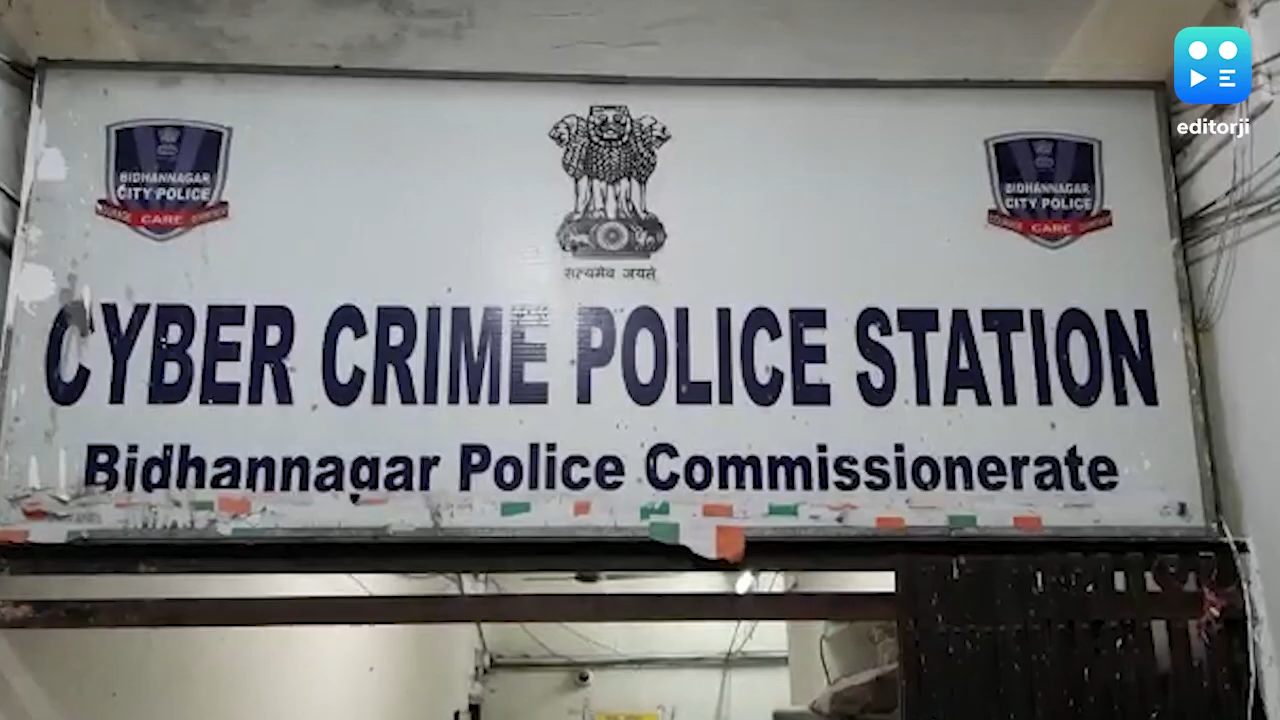 editorji
BIDHANNAGAR
CITY POLICE
CARE
सत्यमेव जयते
BIDHANNAGAR
CITY POLICE
CARE
CYBER CRIME POLICE STATION
Bidhannagar Police Commissionerate